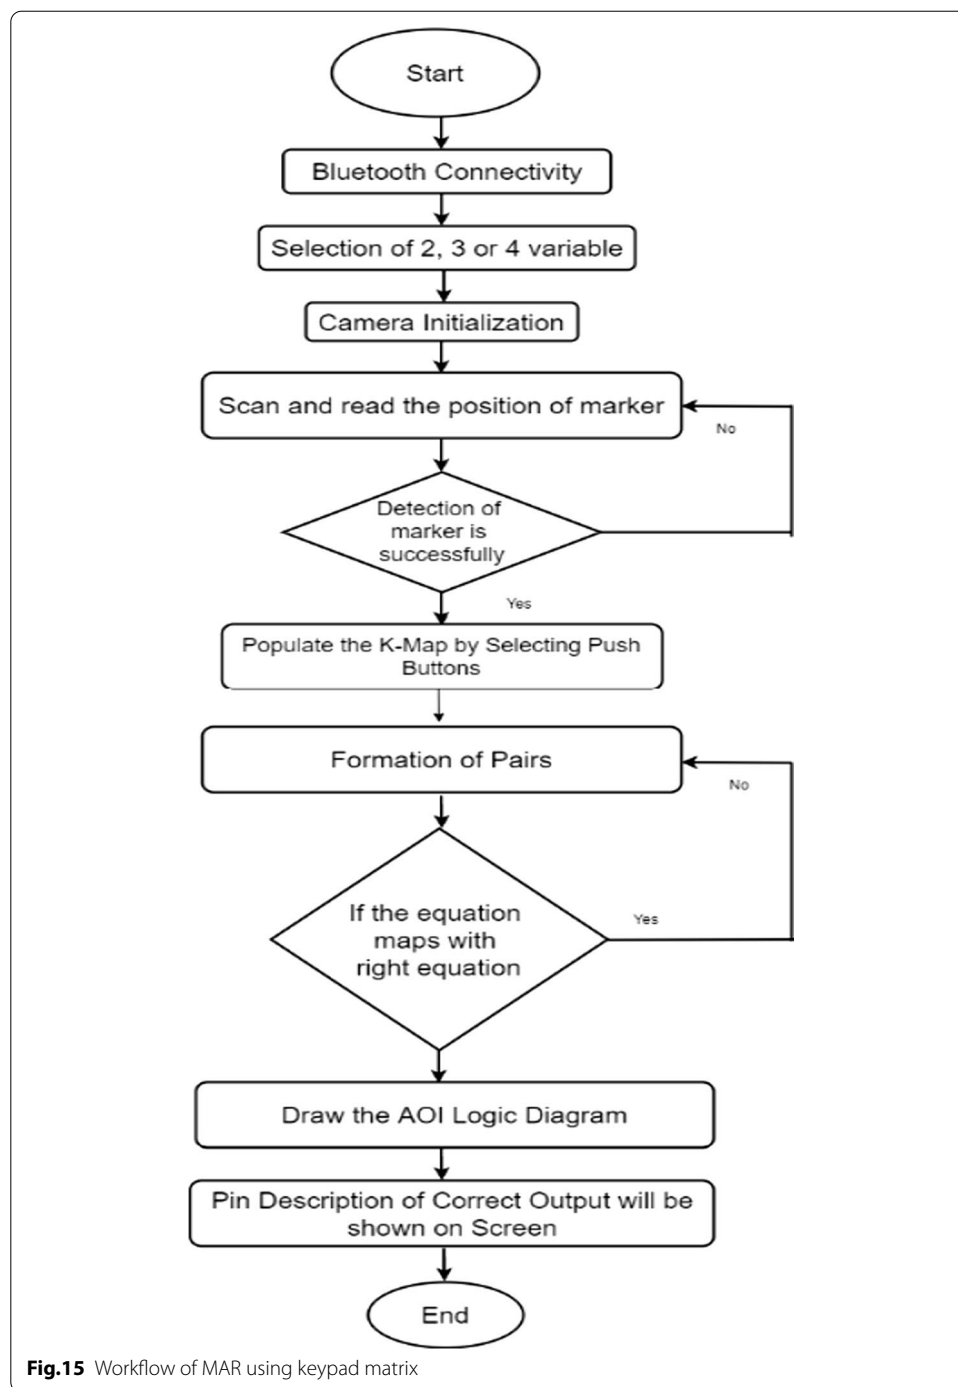 Start
Bluetooth Connectivity
Selection of 2, 3 or 4 variable
Camera Initialization
Scan and read the position of marker
No
Detection of
marker is
successfully
Yes
Populate the K-Map by Selecting Push
Buttons
Formation of Pairs
No
If the equation
maps with
right equation
Yes
Draw the AOI Logic Diagram
Pin Description of Correct Output will be
shown on Screen
End
Fig.15 Workflow of MAR using keypad matrix